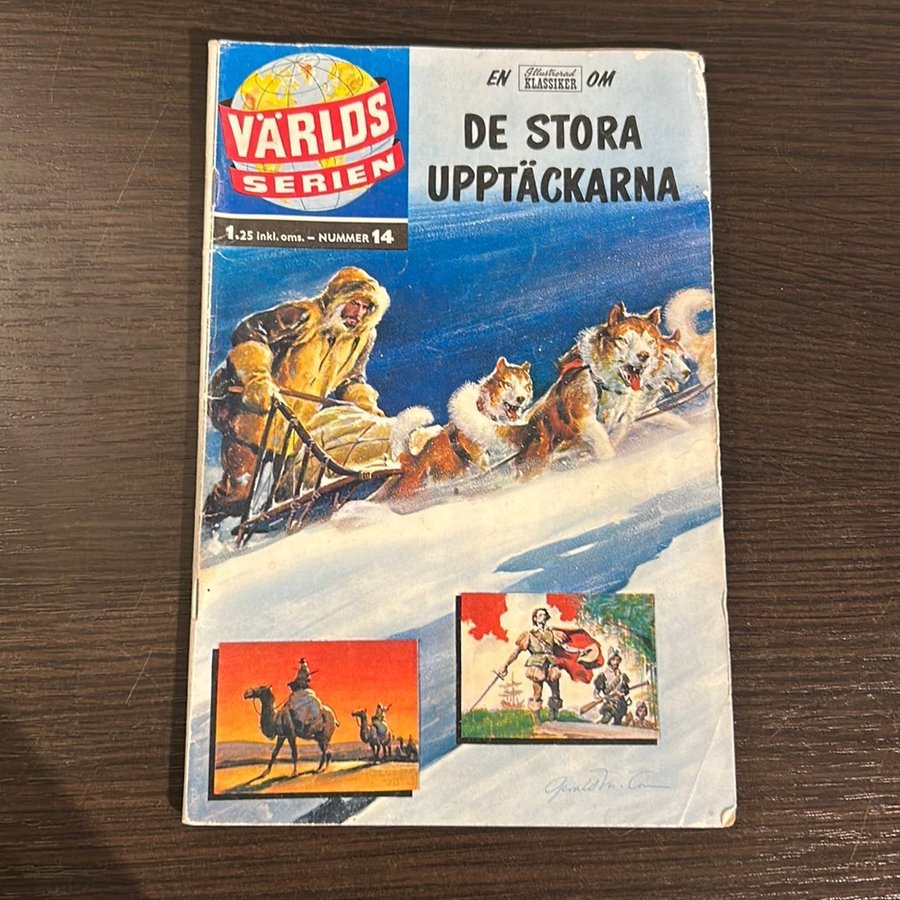 VÄRLDS
SERIEN
1.25 Inkl. oms. – NUMMER 14
EN Illustrerad KLASSIKER OM
DE STORA
UPPTÄCKARNA